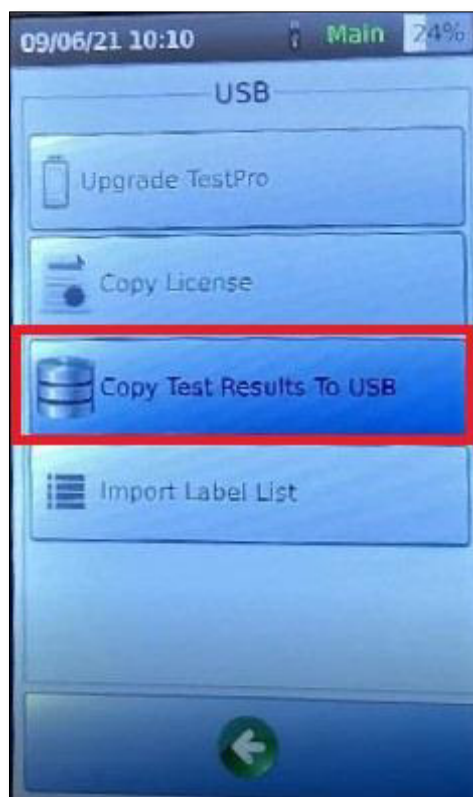 09/06/21 10:10 Main 24%
USB
Upgrade TestPro
Copy License
Copy Test Results To USB
Import Label List